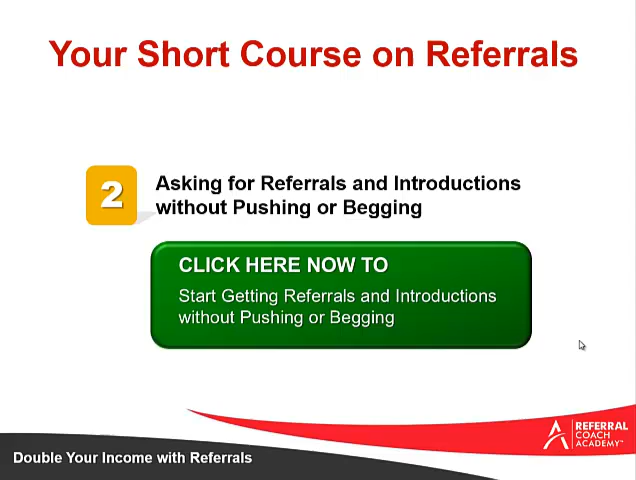 Your Short Course on Referrals
2
Asking for Referrals and Introductions
without Pushing or Begging
CLICK HERE NOW TO
Start Getting Referrals and Introductions
without Pushing or Begging
REFERRAL
COACH
ACADEMY™
Double Your Income with Referrals